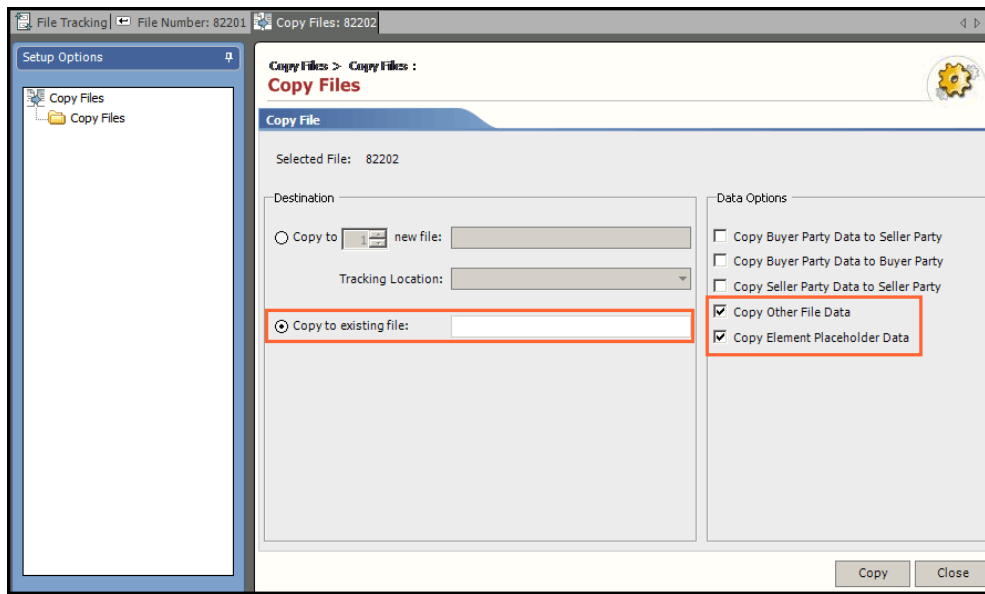 File Tracking File Number: 82201 Copy Files: 82202
Setup Options
Copy Files
Copy Files
Copy Files > Copy Files :
Copy Files
Copy File
Selected File: 82202
Destination
Copy to 1 new file:
Tracking Location:
Copy to existing file:
Data Options
Copy Buyer Party Data to Seller Party
Copy Buyer Party Data to Buyer Party
Copy Seller Party Data to Seller Party
Copy Other File Data
Copy Element Placeholder Data
Copy Close